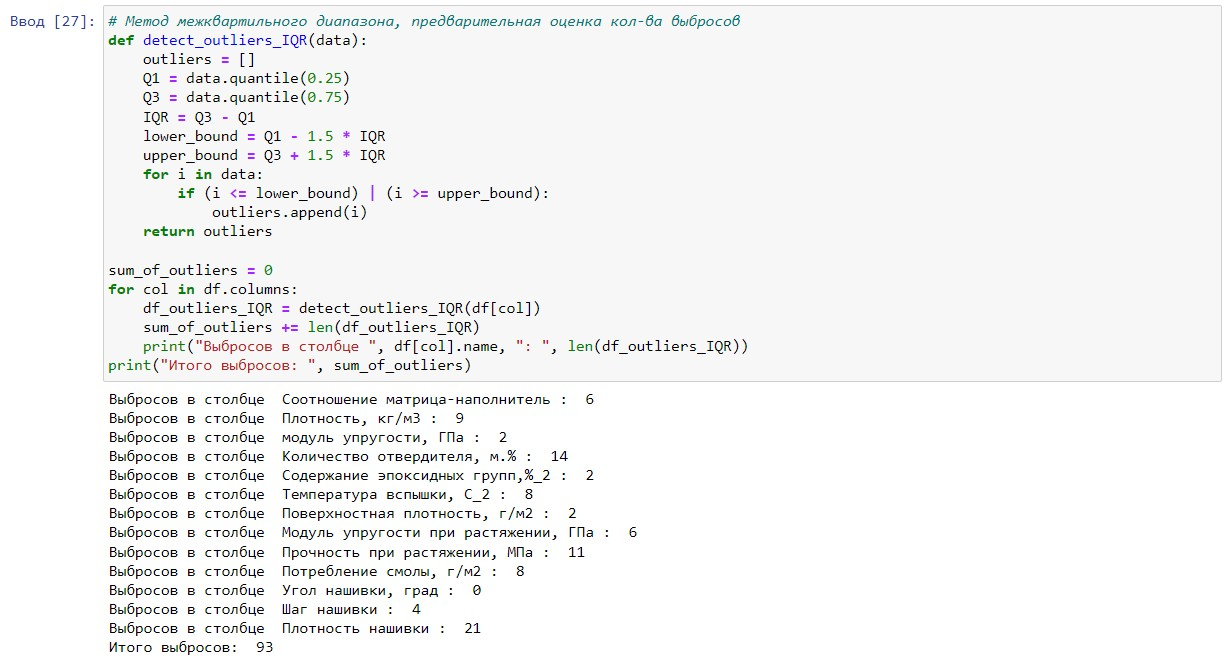 Ввод [27]: # Метод межквартильного диапазона, предварительная оценка кол-ва выбросов
def detect_outliers_IQR(data):
    outliers = []
    Q1 = data.quantile(0.25)
    Q3 = data.quantile(0.75)
    IQR = Q3 - Q1
    lower_bound = Q1 - 1.5 * IQR
    upper_bound = Q3 + 1.5 * IQR
    for i in data:
        if (i <= lower_bound) | (i >= upper_bound):
            outliers.append(i)
    return outliers

sum_of_outliers = 0
for col in df.columns:
    df_outliers_IQR = detect_outliers_IQR(df[col])
    sum_of_outliers += len(df_outliers_IQR)
    print("Выбросов в столбце ", df[col].name, ": ", len(df_outliers_IQR))
print("Итого выбросов: ", sum_of_outliers)
Выбросов в столбце  Соотношение матрица-наполнитель :  6
Выбросов в столбце  Плотность, кг/м3 :  9
Выбросов в столбце  модуль упругости, ГПа :  2
Выбросов в столбце  Количество отвердителя, м.% :  14
Выбросов в столбце  Содержание эпоксидных групп,%_2 :  2
Выбросов в столбце  Температура вспышки, С_2 :  8
Выбросов в столбце  Поверхностная плотность, г/м2 :  2
Выбросов в столбце  Модуль упругости при растяжении, ГПа :  6
Выбросов в столбце  Прочность при растяжении, МПа :  11
Выбросов в столбце  Потребление смолы, г/м2 :  8
Выбросов в столбце  Угол нашивки, град :  0
Выбросов в столбце  Шаг нашивки :  4
Выбросов в столбце  Плотность нашивки :  21
Итого выбросов:  93